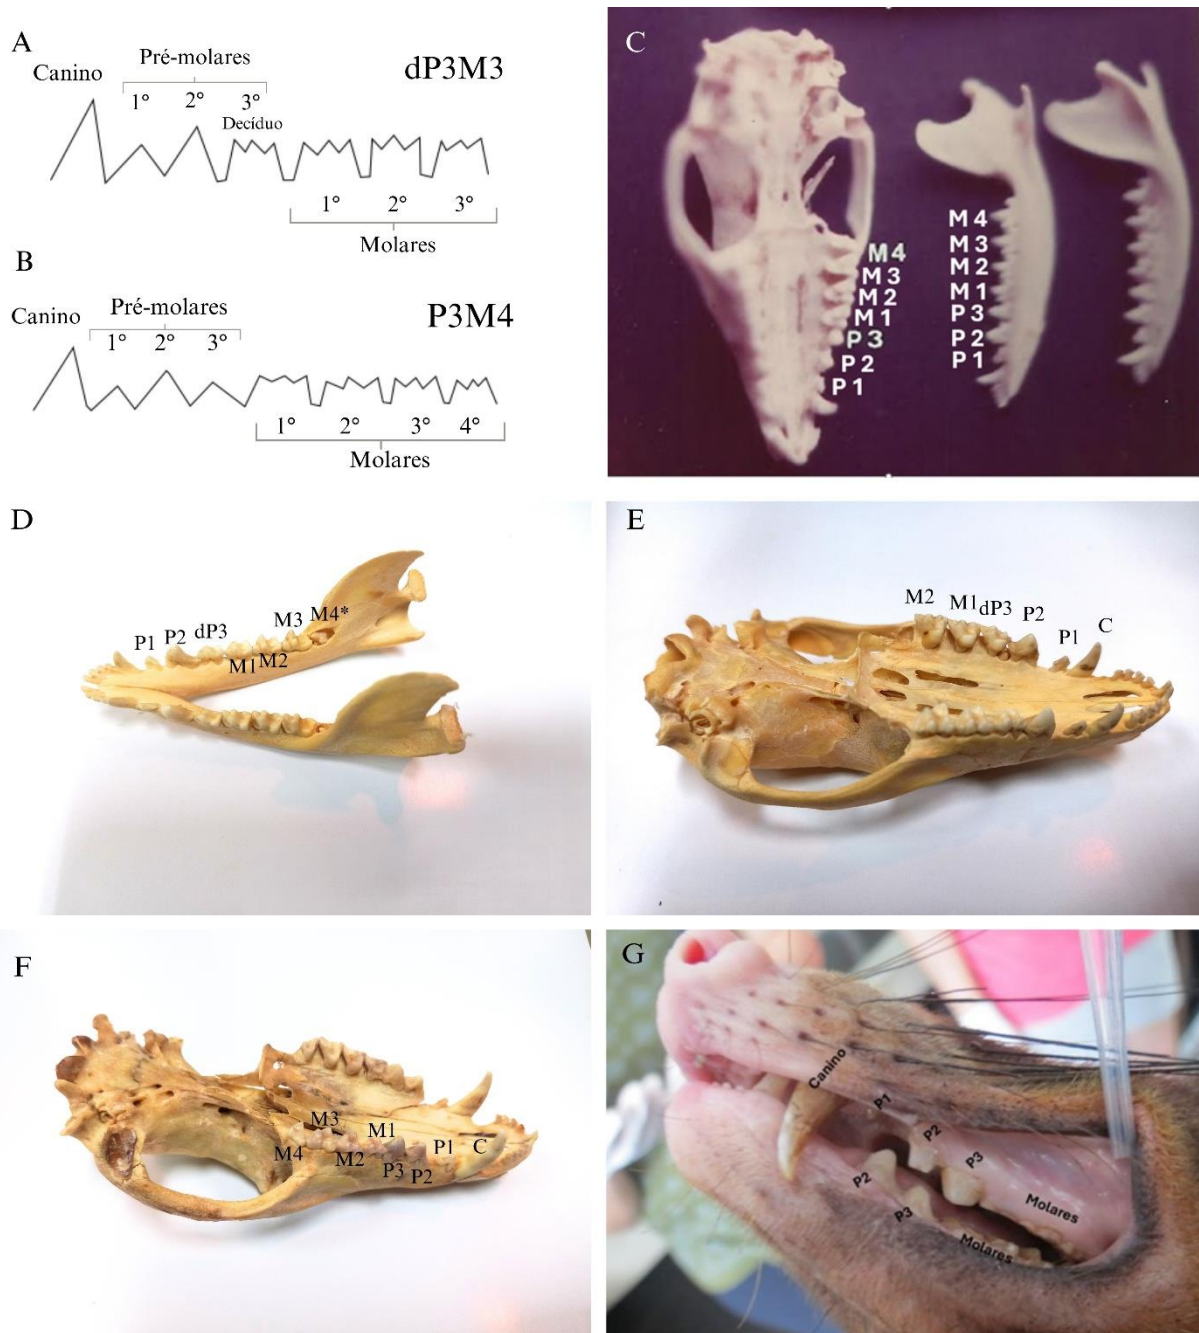 A
Pré-molares
dP3M3
Canino
1° 2° 3°
Decíduo
1° 2° 3°
Molares
B
Pré-molares
P3M4
Canino
1° 2° 3°
1° 2° 3° 4°
Molares
C
M4
M3
M2
M1
P3
P2
P1
M4
M3
M2
M1
P3
P2
P1
D
P1 P2 dP3 M1 M2 M3 M4*
E
M2 M1 dP3 P2 P1 C
F
M4 M3 M2 M1 P3 P2 P1 C
G
Canino
P1
P2
P3
Molares
P2
P3
Molares